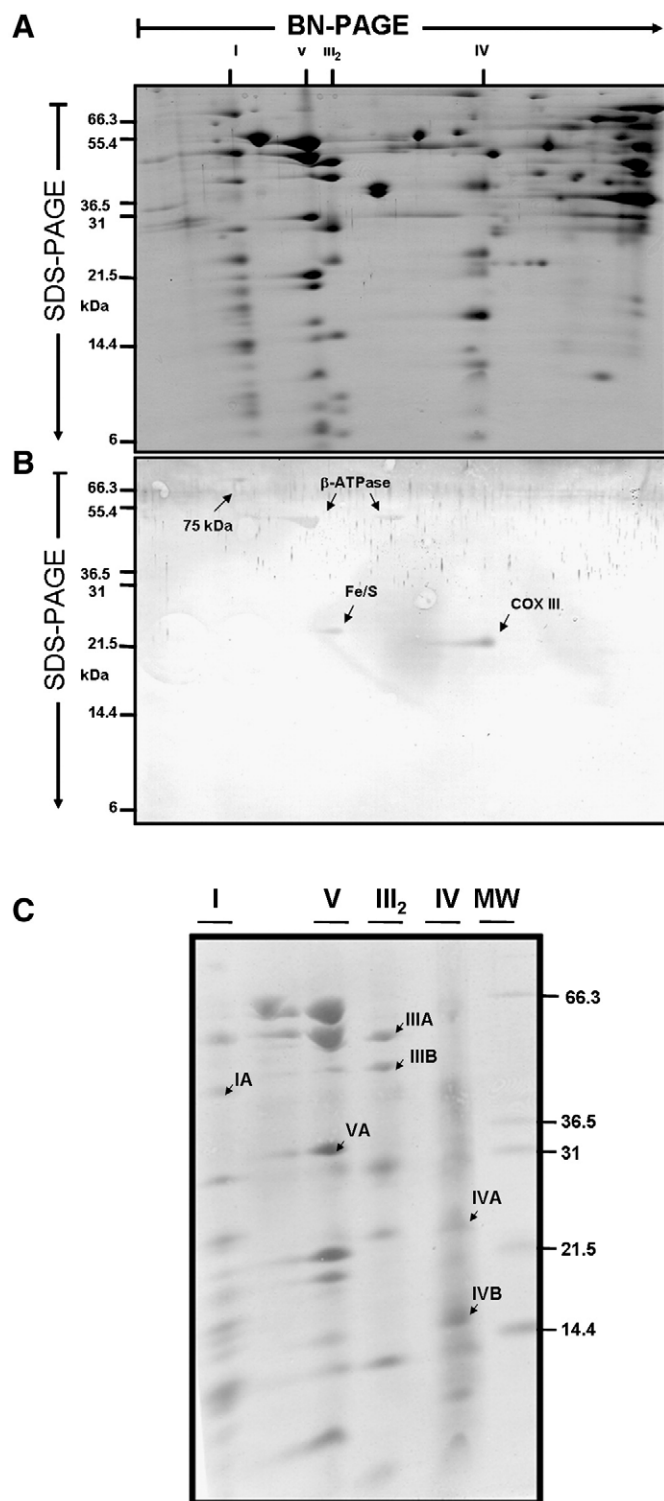 A
BN-PAGE
I V III₂ IV
SDS-PAGE
66.3
55.4
36.5
31
21.5
kDa
14.4
6
B
SDS-PAGE
66.3
55.4
36.5
31
21.5
kDa
14.4
6
75 kDa
β-ATPase
Fe/S
COX III
C
I V III₂ IV MW
66.3
IIIA
IIIB
IA
36.5
VA
31
IVA
21.5
IVB
14.4